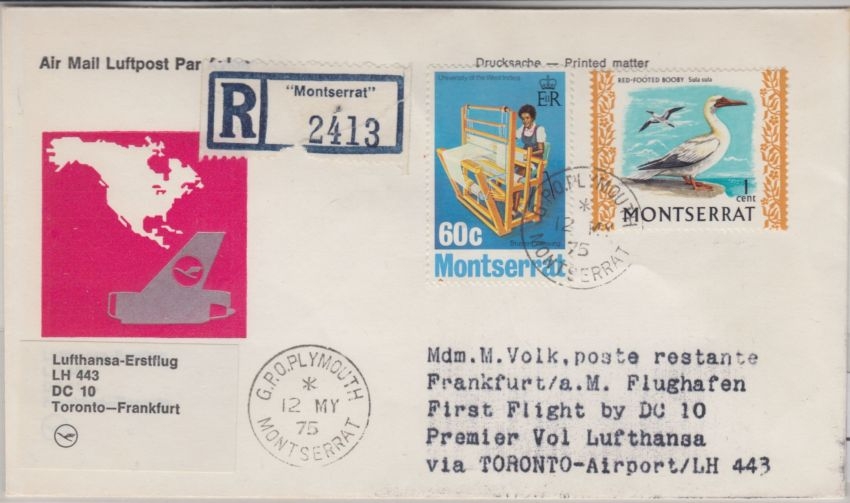 Air Mail Luftpost
Drucksache — Printed matter
R
"Montserrat"
2413
University of the West Indies
EIIR
60c
Student weaving
Montserrat
RED-FOOTED BOOBY Sula sula
1
cent
MONTSERRAT
G.P.O. PLYMOUTH
*
12 MY
75
MONTSERRAT
Lufthansa-Erstflug
LH 443
DC 10
Toronto—Frankfurt
G.P.O. PLYMOUTH
*
12 MY
75
MONTSERRAT
Mdm.M.Volk,poste restante
Frankfurt/a.M. Flughafen
First Flight by DC 10
Premier Vol Lufthansa
via TORONTO-Airport/LH 443